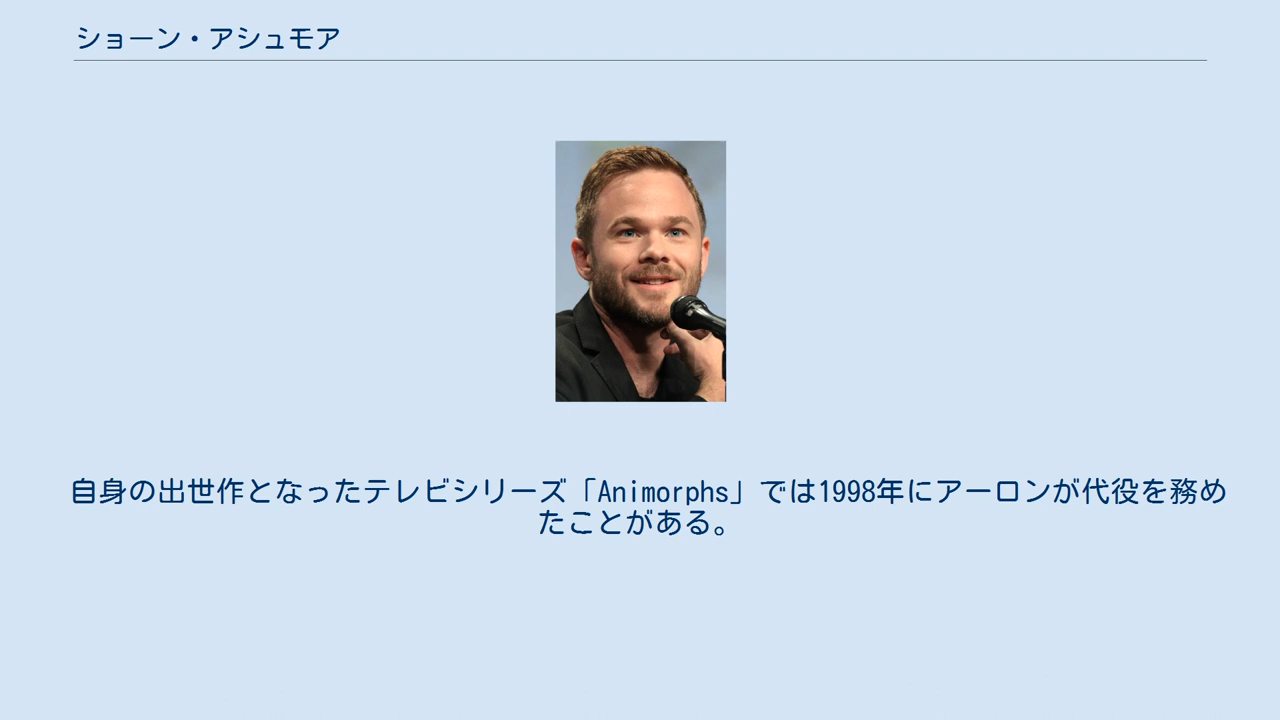 ショーン・アシュモア
自身の出世作となったテレビシリーズ「Animorphs」では1998年にアーロンが代役を務め
たことがある。